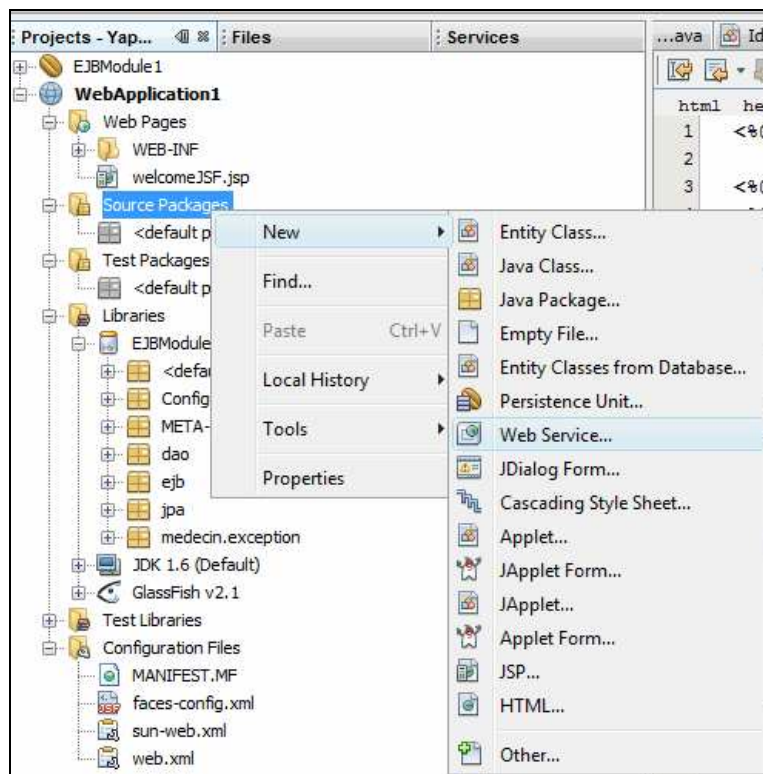 Projects - Yap...
Files
Services
...ava
Id
EJBModule1
WebApplication1
Web Pages
WEB-INF
welcomeJSF.jsp
Source Packages
<default p
Test Packages
<default p
Libraries
EJBModule
<defau
Config
META-
dao
ejb
jpa
medecin.exception
JDK 1.6 (Default)
GlassFish v2.1
Test Libraries
Configuration Files
MANIFEST.MF
faces-config.xml
sun-web.xml
web.xml
New
Find...
Paste Ctrl+V
Local History
Tools
Properties
Entity Class...
Java Class...
Java Package...
Empty File...
Entity Classes from Database...
Persistence Unit...
Web Service...
JDialog Form...
Cascading Style Sheet...
Applet...
JApplet Form...
JApplet...
Applet Form...
JSP...
HTML...
Other...
html he
1 <%
2
3 <%